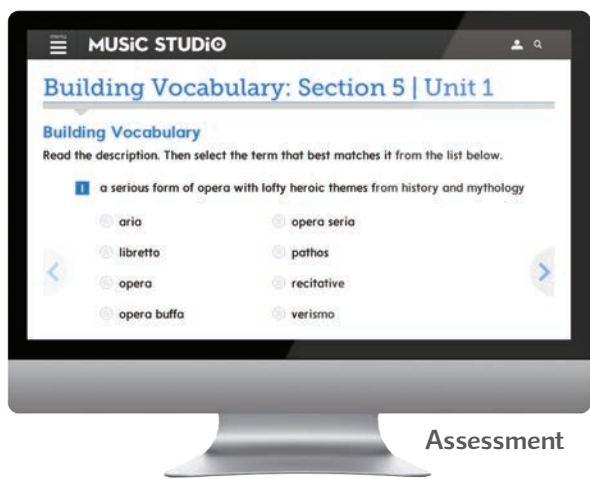 menu
MUSiC STUDiO
Building Vocabulary: Section 5 | Unit 1
Building Vocabulary
Read the description. Then select the term that best matches it from the list below.
1 a serious form of opera with lofty heroic themes from history and mythology
aria
opera seria
libretto
pathos
opera
recitative
opera buffa
verismo
Assessment